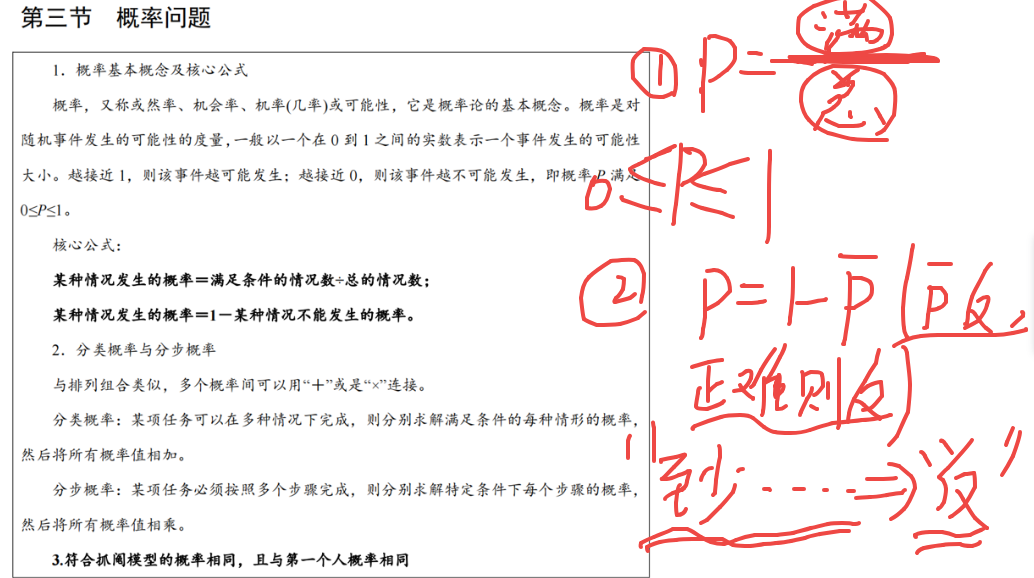 第三节 概率问题
1. 概率基本概念及核心公式
概率，又称或然率、机会率、机率(几率)或可能性，它是概率论的基本概念。概率是对
随机事件发生的可能性的度量，一般以一个在 0 到 1 之间的实数表示一个事件发生的可能性
大小。越接近 1，则该事件越可能发生；越接近 0，则该事件越不可能发生，即概率 P 满足
0≤P≤1。
核心公式：
某种情况发生的概率＝满足条件的情况数÷总的情况数；
某种情况发生的概率＝1－某种情况不能发生的概率。
2. 分类概率与分步概率
与排列组合类似，多个概率间可以用“＋”或是“×”连接。
分类概率：某项任务可以在多种情况下完成，则分别求解满足条件的每种情形的概率，
然后将所有概率值相加。
分步概率：某项任务必须按照多个步骤完成，则分别求解特定条件下每个步骤的概率，
然后将所有概率值相乘。
3.符合抓阄模型的概率相同，且与第一个人概率相同
① P=满/总
0≤P≤1
② P=1-P̅ (P̅反,
正难则反)
"至少……⇒反"